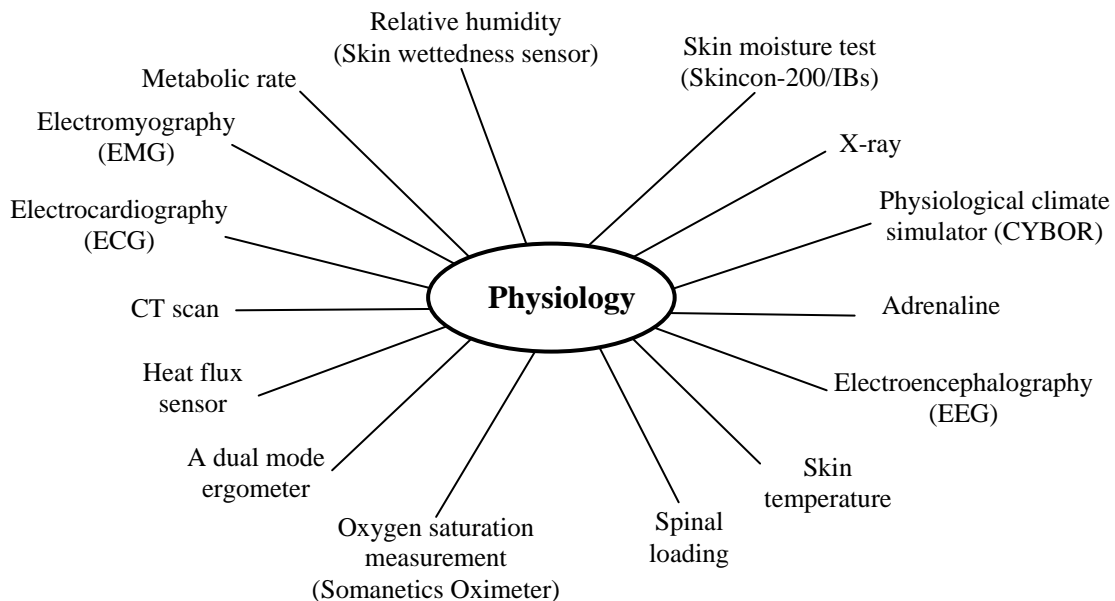 Relative humidity
(Skin wettedness sensor)
Skin moisture test
(Skincon-200/IBs)
Metabolic rate
Electromyography
(EMG)
X-ray
Electrocardiography
(ECG)
Physiological climate
simulator (CYBOR)
Physiology
CT scan
Adrenaline
Heat flux
sensor
Electroencephalography
(EEG)
A dual mode
ergometer
Skin
temperature
Oxygen saturation
measurement
(Somanetics Oximeter)
Spinal
loading